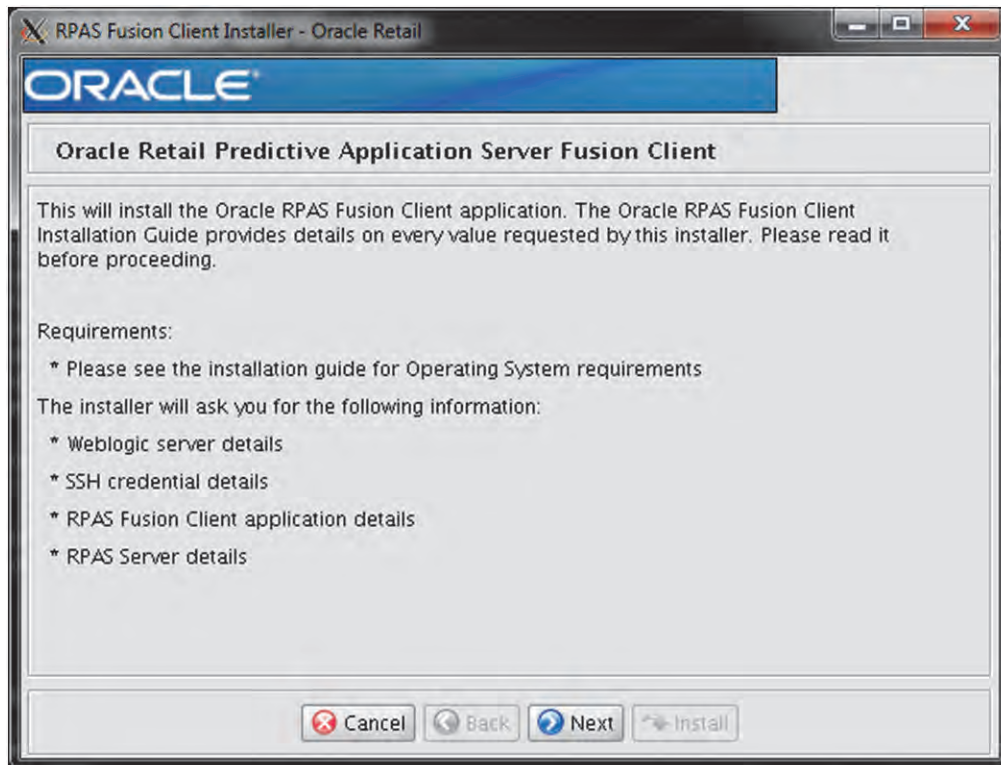 RPAS Fusion Client Installer - Oracle Retail
ORACLE®
Oracle Retail Predictive Application Server Fusion Client
This will install the Oracle RPAS Fusion Client application. The Oracle RPAS Fusion Client
Installation Guide provides details on every value requested by this installer. Please read it
before proceeding.
Requirements:
* Please see the installation guide for Operating System requirements
The installer will ask you for the following information:
* Weblogic server details
* SSH credential details
* RPAS Fusion Client application details
* RPAS Server details
Cancel Back Next Install